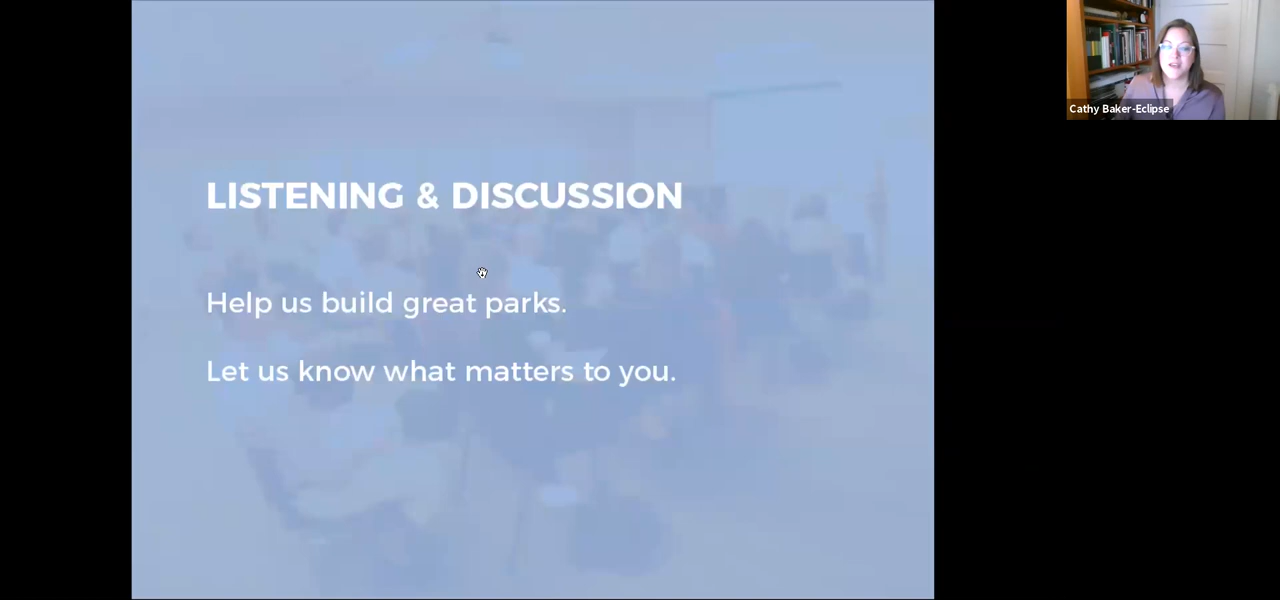 LISTENING & DISCUSSION
Help us build great parks.
Let us know what matters to you.
Cathy Baker-Eclipse